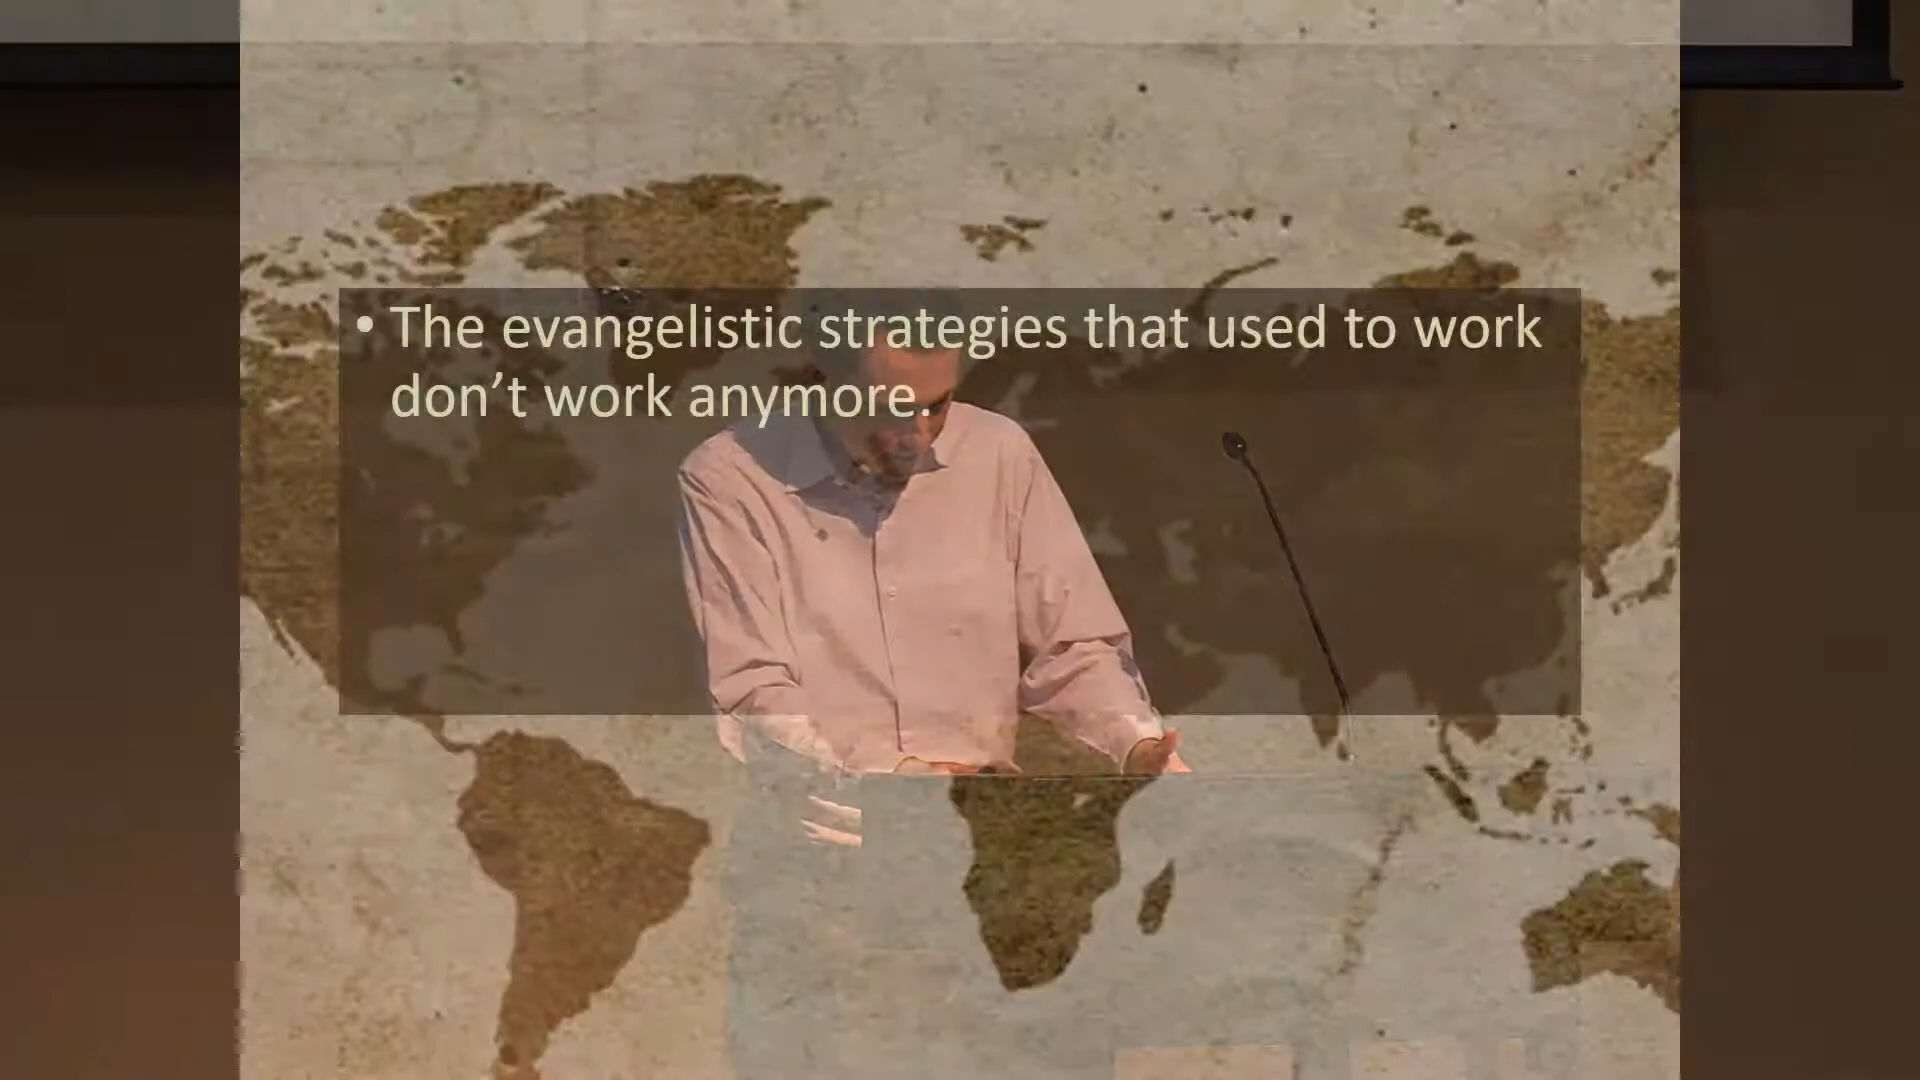 • The evangelistic strategies that used to work
don’t work anymore.